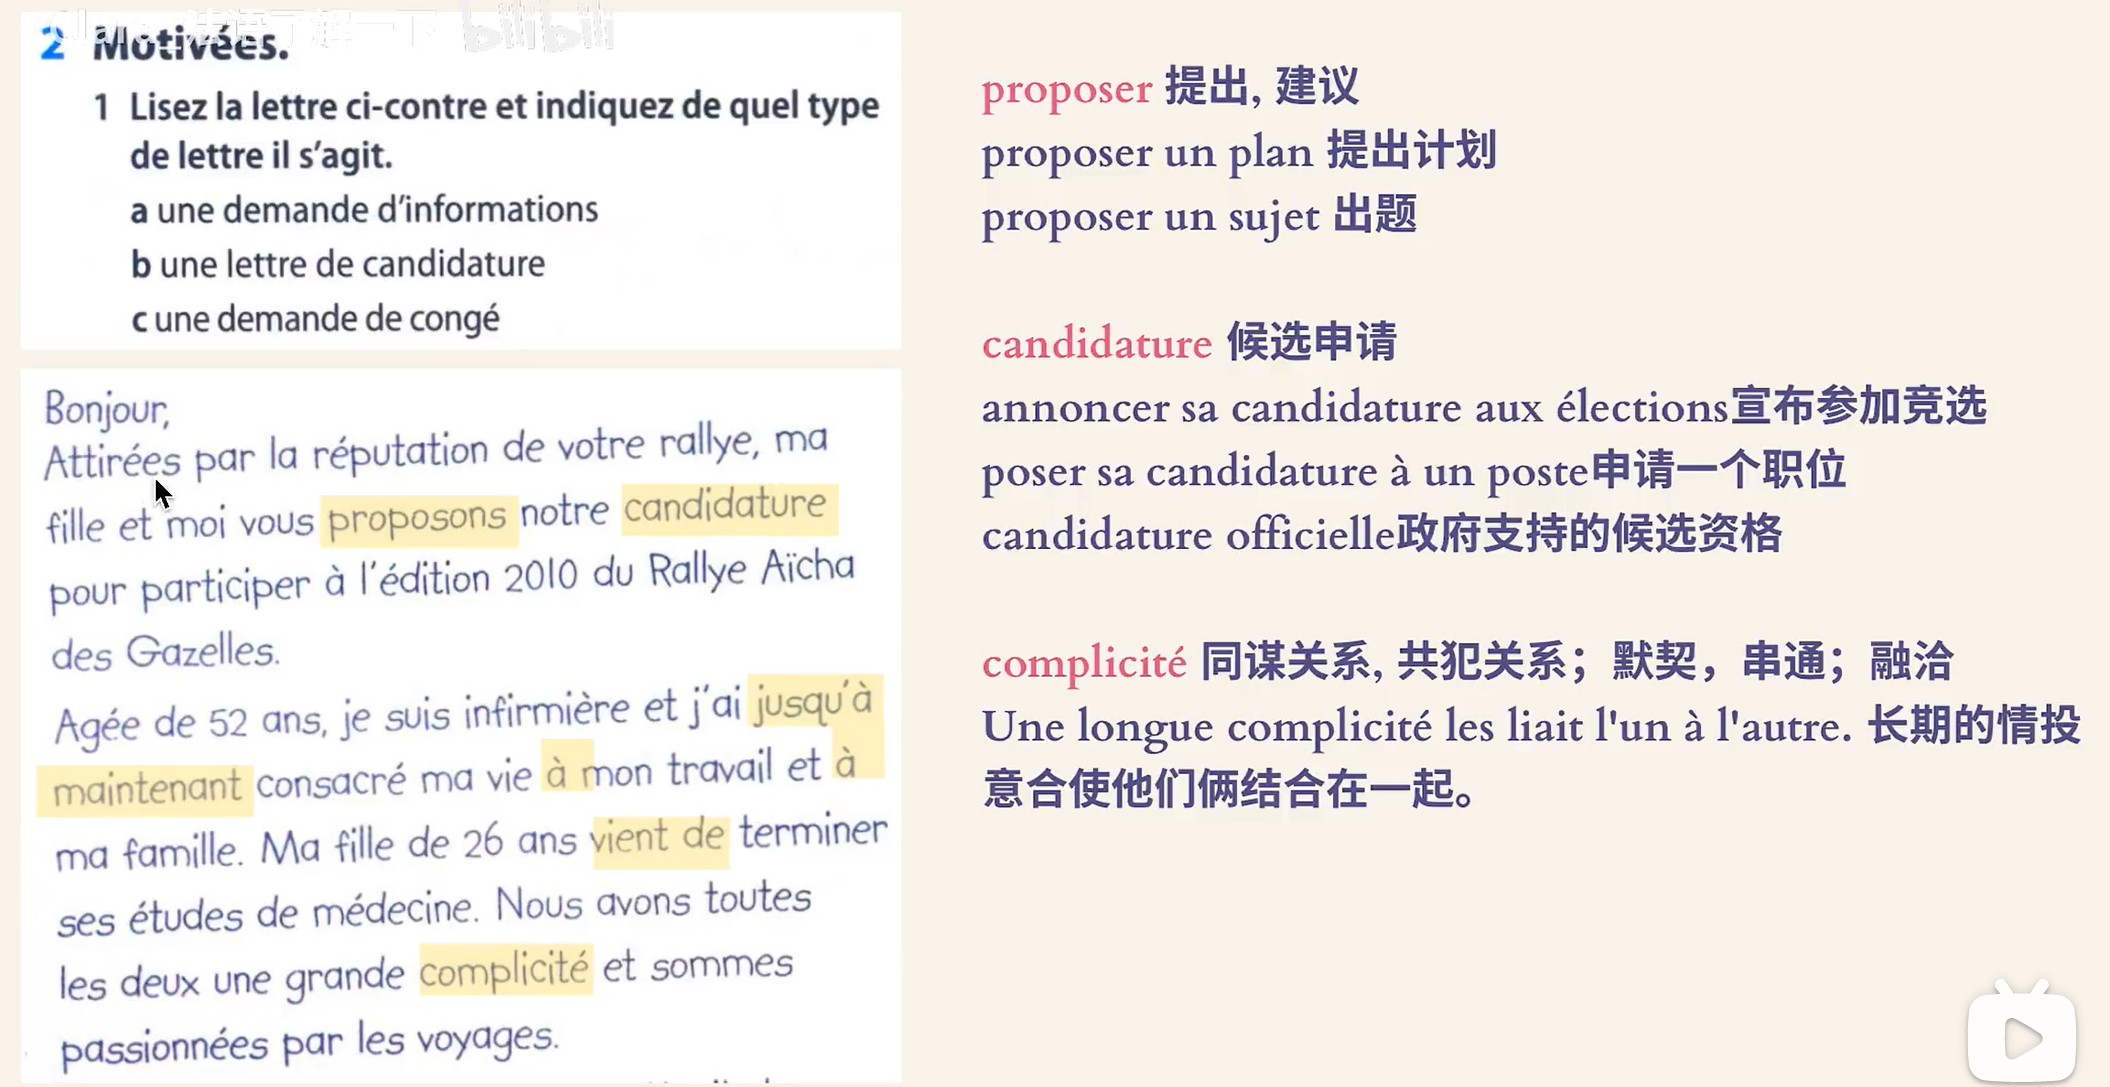 法语了解一下
bilibili
2 Motivées.
1 Lisez la lettre ci-contre et indiquez de quel type
de lettre il s'agit.
a une demande d'informations
b une lettre de candidature
c une demande de congé
Bonjour,
Attirées par la réputation de votre rallye, ma
fille et moi vous proposons notre candidature
pour participer à l'édition 2010 du Rallye Aïcha
des Gazelles.
Agée de 52 ans, je suis infirmière et j'ai jusqu'à
maintenant consacré ma vie à mon travail et à
ma famille. Ma fille de 26 ans vient de terminer
ses études de médecine. Nous avons toutes
les deux une grande complicité et sommes
passionnées par les voyages.
proposer 提出, 建议
proposer un plan 提出计划
proposer un sujet 出题
candidature 候选申请
annoncer sa candidature aux élections宣布参加竞选
poser sa candidature à un poste申请一个职位
candidature officielle政府支持的候选资格
complicité 同谋关系, 共犯关系；默契，串通；融洽
Une longue complicité les liait l'un à l'autre. 长期的情投
意合使他们俩结合在一起。